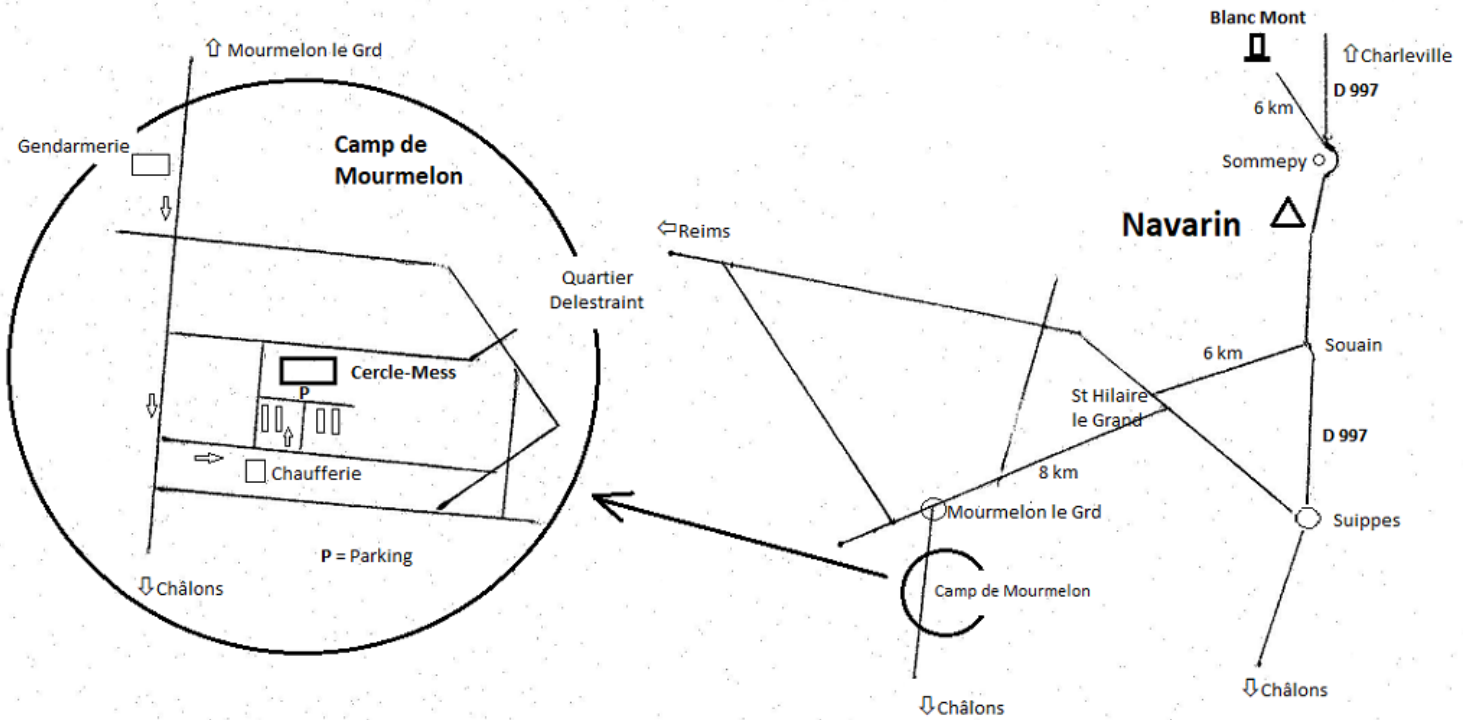 Mourmelon le Grd
Gendarmerie
Camp de
Mourmelon
Quartier
Delestraint
Cercle-Mess
P
Chaufferie
P = Parking
Châlons
Blanc Mont
Charleville
D 997
6 km
Sommepy
Navarin
Reims
6 km
Souain
St Hilaire
le Grand
D 997
8 km
Mourmelon le Grd
Suippes
Camp de Mourmelon
Châlons
Châlons